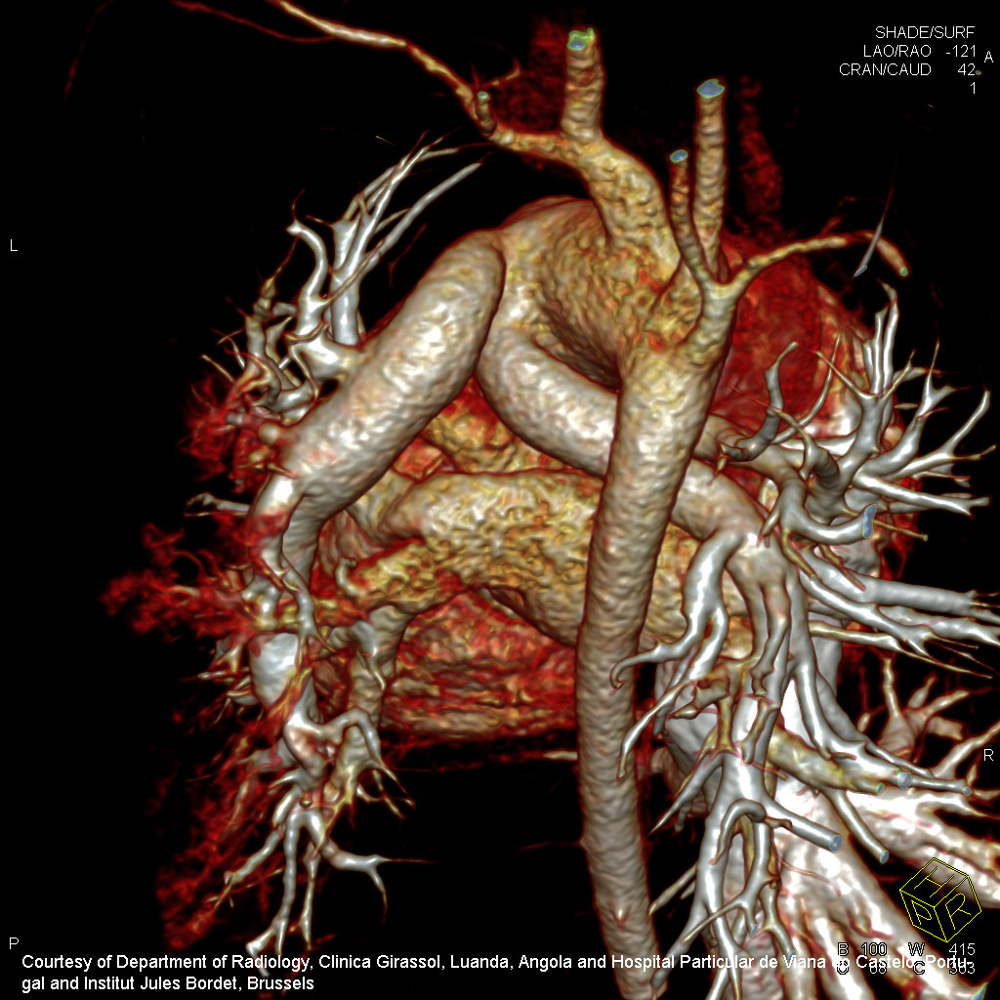 SHADE/SURF
LAO/RAO -121
A
CRAN/CAUD 42
1
L
R
H
P R
P
B 100 W 415
C
Courtesy of Department of Radiology, Clinica Girassol, Luanda, Angola and Hospital Particular de Viana do Castelo, Portu-
gal and Institut Jules Bordet, Brussels